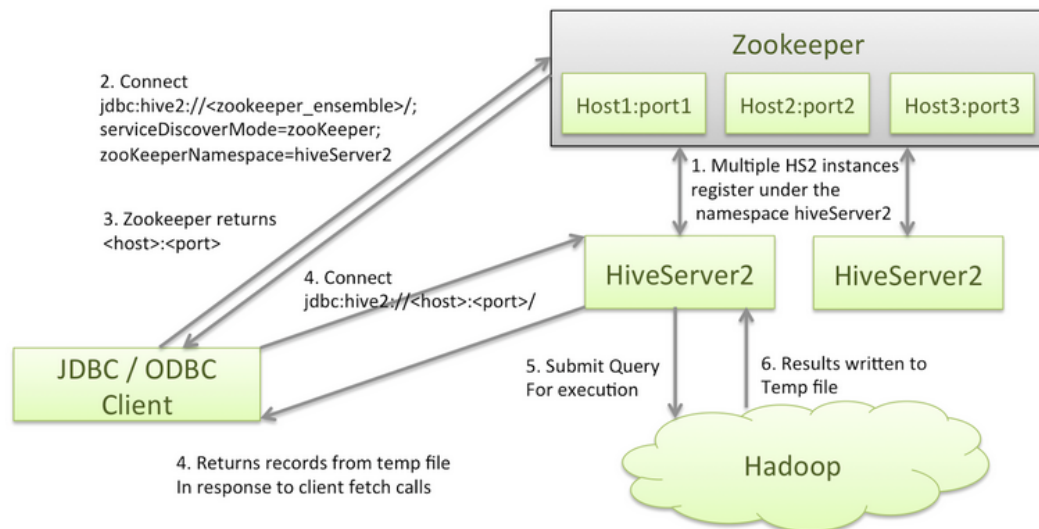 Zookeeper
Host1:port1
Host2:port2
Host3:port3
2. Connect
jdbc:hive2://<zookeeper_ensemble>/;
serviceDiscoverMode=zooKeeper;
zooKeeperNamespace=hiveServer2
1. Multiple HS2 instances
register under the
namespace hiveServer2
3. Zookeeper returns
<host>:<port>
4. Connect
jdbc:hive2://<host>:<port>/
HiveServer2
HiveServer2
JDBC / ODBC
Client
5. Submit Query
For execution
6. Results written to
Temp file
4. Returns records from temp file
In response to client fetch calls
Hadoop